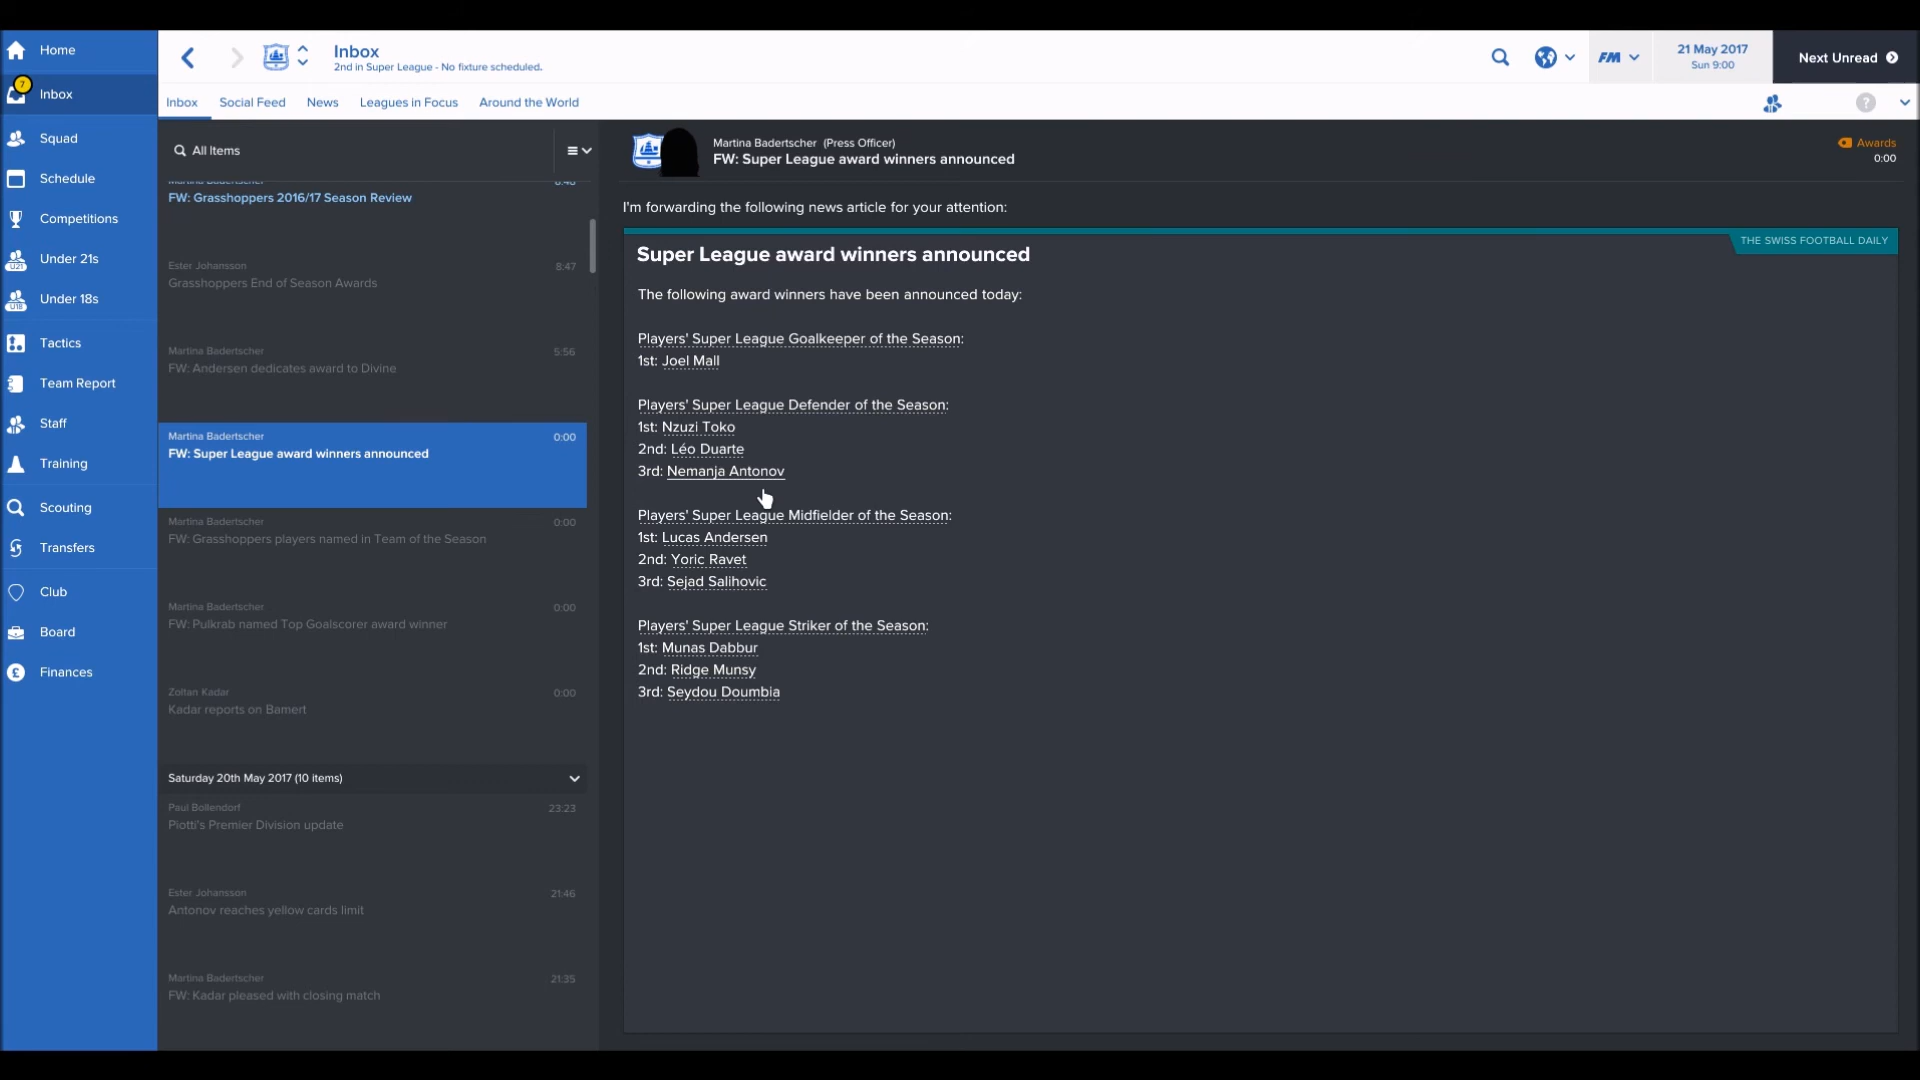 Home
Inbox
7
Squad
Schedule
Competitions
Under 21s
U21
Under 18s
U18
Tactics
Team Report
Staff
Training
Scouting
Transfers
Club
Board
Finances
Inbox
2nd in Super League - No fixture scheduled.
FM
21 May 2017
Sun 9:00
Next Unread
Inbox
Social Feed
News
Leagues in Focus
Around the World
?
All Items
Martina Badertscher 8:48
FW: Grasshoppers 2016/17 Season Review
Ester Johansson 8:47
Grasshoppers End of Season Awards
Martina Badertscher 5:56
FW: Andersen dedicates award to Divine
Martina Badertscher 0:00
FW: Super League award winners announced
Martina Badertscher 0:00
FW: Grasshoppers players named in Team of the Season
Martina Badertscher 0:00
FW: Pulkrab named Top Goalscorer award winner
Zoltan Kadar 0:00
Kadar reports on Bamert
Saturday 20th May 2017 (10 items)
Paul Bollendorf 23:23
Piotti's Premier Division update
Ester Johansson 21:46
Antonov reaches yellow cards limit
Martina Badertscher 21:35
FW: Kadar pleased with closing match
Martina Badertscher (Press Officer)
FW: Super League award winners announced
Awards
0:00
I'm forwarding the following news article for your attention:
THE SWISS FOOTBALL DAILY
Super League award winners announced
The following award winners have been announced today:
Players' Super League Goalkeeper of the Season:
1st: Joel Mall
Players' Super League Defender of the Season:
1st: Nzuzi Toko
2nd: Léo Duarte
3rd: Nemanja Antonov
Players' Super League Midfielder of the Season:
1st: Lucas Andersen
2nd: Yoric Ravet
3rd: Sejad Salihovic
Players' Super League Striker of the Season:
1st: Munas Dabbur
2nd: Ridge Munsy
3rd: Seydou Doumbia